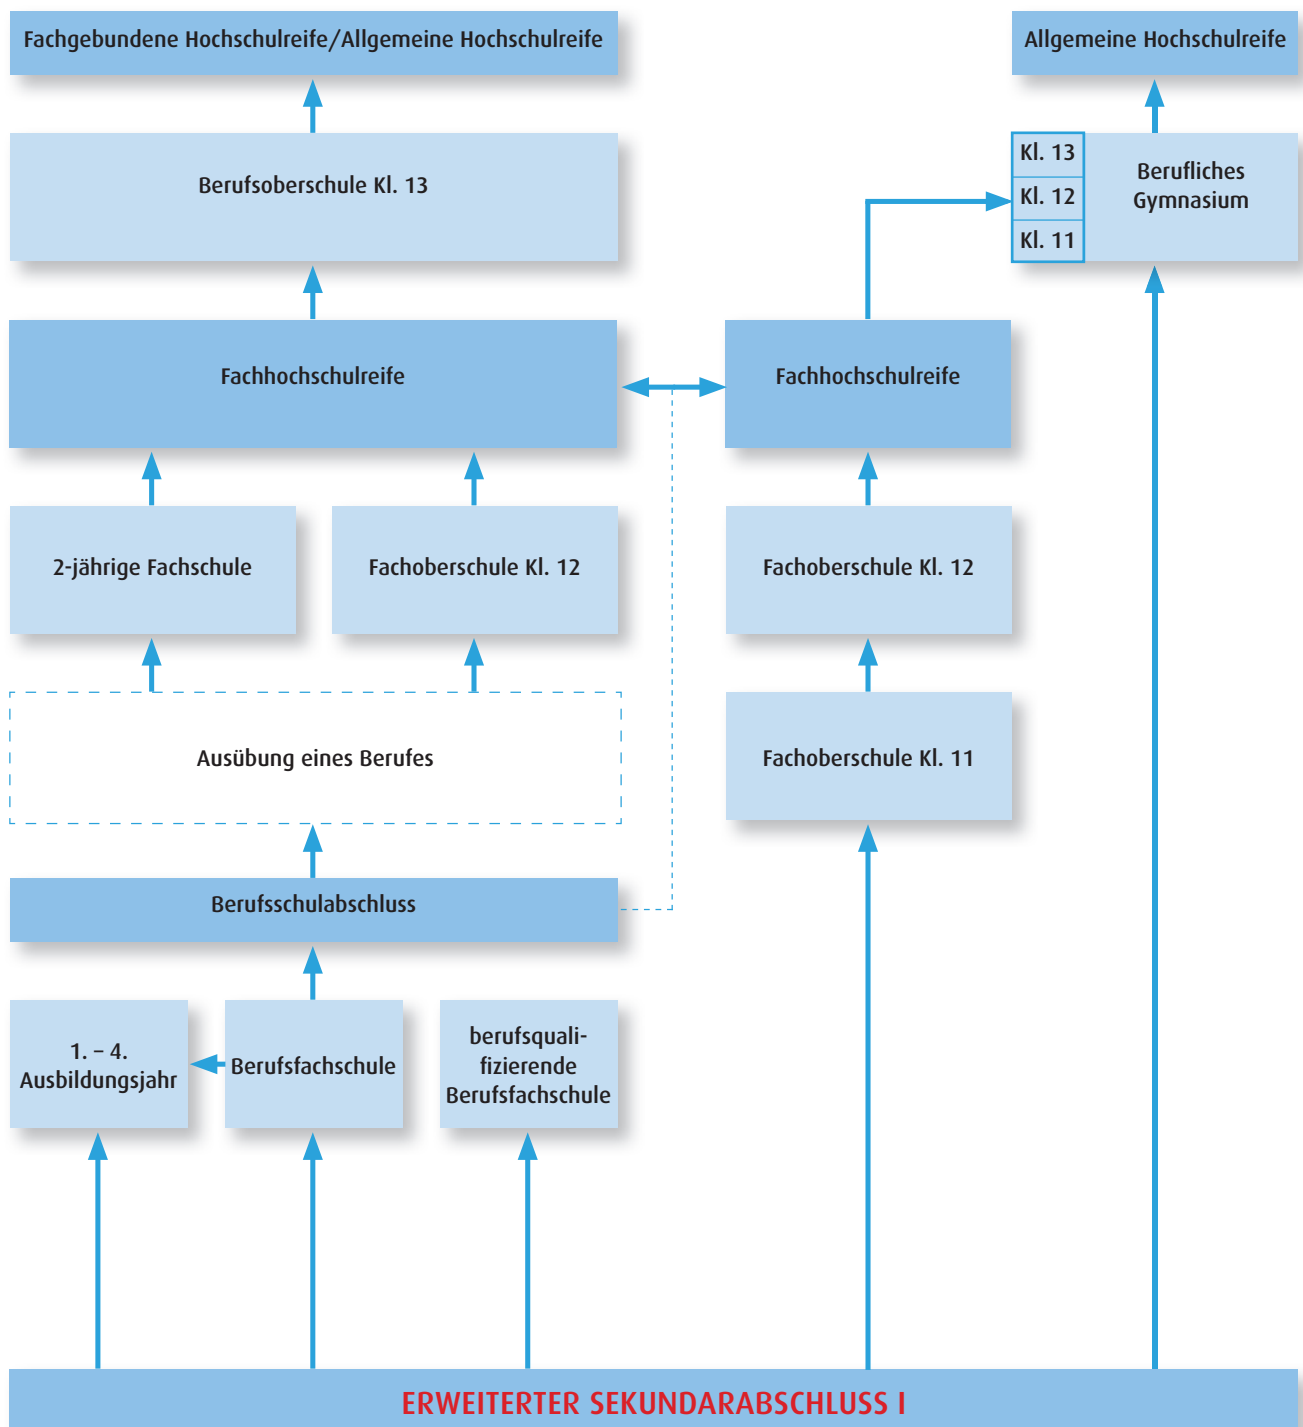 Fachgebundene Hochschulreife/Allgemeine Hochschulreife
Allgemeine Hochschulreife
Berufsoberschule Kl. 13
Kl. 13
Kl. 12
Kl. 11
Berufliches
Gymnasium
Fachhochschulreife
Fachhochschulreife
2-jährige Fachschule
Fachoberschule Kl. 12
Fachoberschule Kl. 12
Ausübung eines Berufes
Fachoberschule Kl. 11
Berufsschulabschluss
1. – 4.
Ausbildungsjahr
Berufsfachschule
berufsquali-
fizierende
Berufsfachschule
ERWEITERTER SEKUNDARABSCHLUSS I